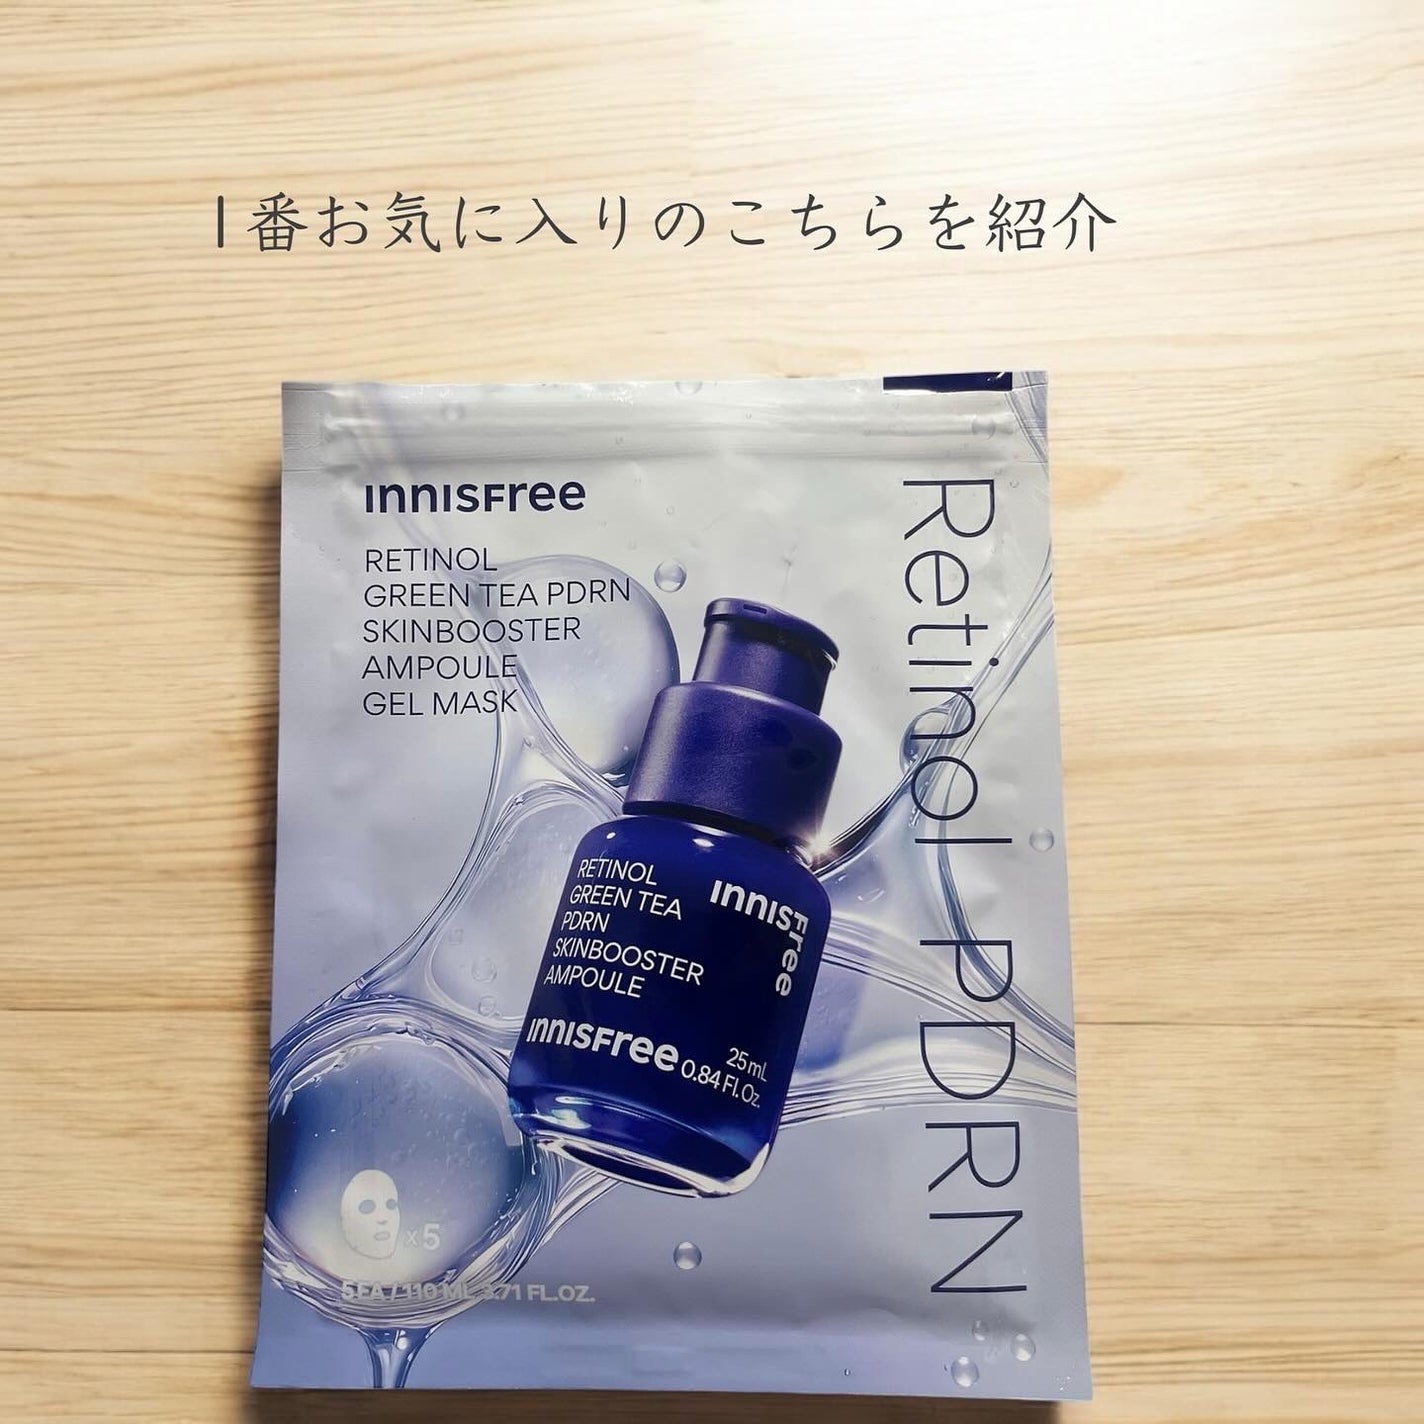 1番お気に入りのこちらを紹介
INNISFree
RETINOL
GREEN TEA PDRN
SKINBOOSTER
AMPOULE
GEL MASK
Retinol PDRN
RETINOL
GREEN TEA
PDRN
SKINBOOSTER
AMPOULE
INNISFree
INNISFree
25 mL
0.84 Fl. Oz.
x5
5 EA / 110 ML 3.71 FL.OZ.